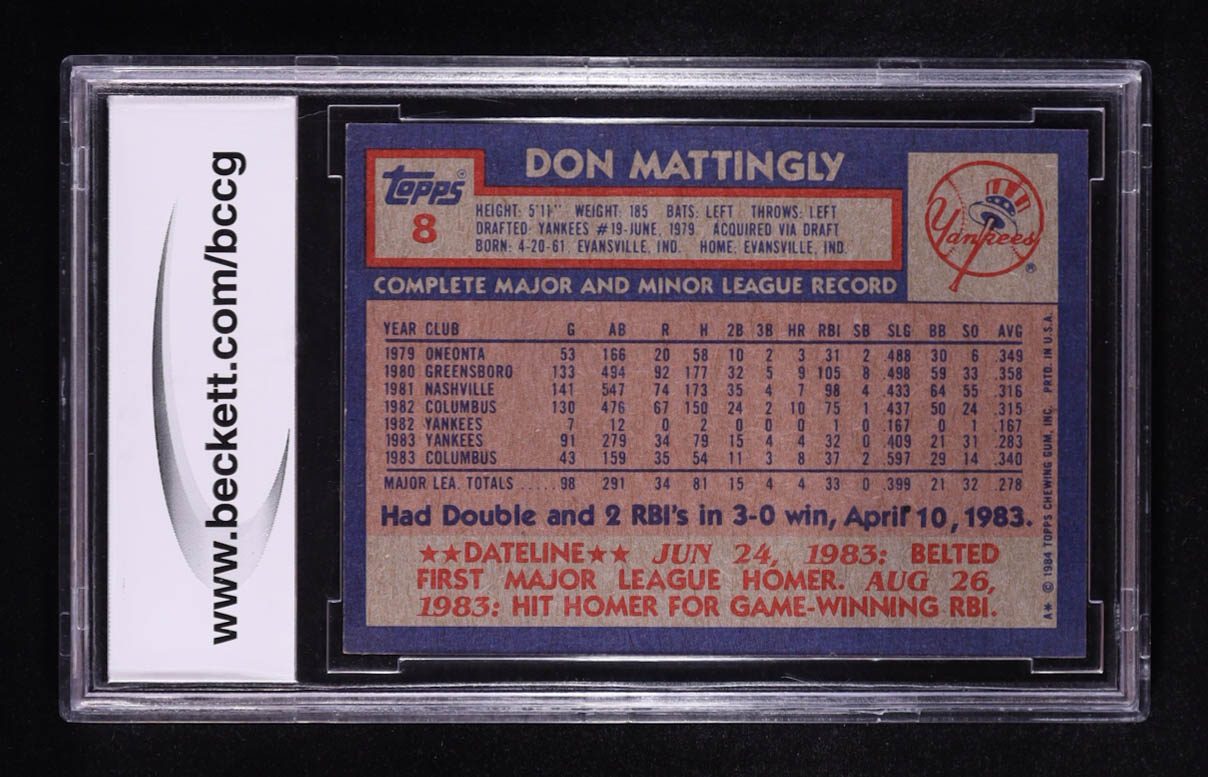 www.beckett.com/bccg
topps®
8
DON MATTINGLY
HEIGHT: 5'11" WEIGHT: 185 BATS: LEFT THROWS: LEFT
DRAFTED: YANKEES #19-JUNE, 1979. ACQUIRED VIA DRAFT
BORN: 4-20-61 EVANSVILLE, IND. HOME: EVANSVILLE, IND.
Yankees®
COMPLETE MAJOR AND MINOR LEAGUE RECORD
YEAR CLUB G AB R H 2B 3B HR RBI SB SLG BB SO AVG
1979 ONEONTA 53 166 20 58 10 2 3 31 2 .488 30 6 .349
1980 GREENSBORO 133 494 92 177 32 5 9 105 8 .498 59 33 .358
1981 NASHVILLE 141 547 74 173 35 4 7 98 4 .433 64 55 .316
1982 COLUMBUS 130 476 67 150 24 2 10 75 1 .437 50 24 .315
1982 YANKEES 7 12 0 2 0 0 0 1 0 .167 0 1 .167
1983 YANKEES 91 279 34 79 15 4 4 32 0 .409 21 31 .283
1983 COLUMBUS 43 159 35 54 11 3 8 37 2 .597 29 14 .340
MAJOR LEA. TOTALS .....98 291 34 81 15 4 4 33 0 .399 21 32 .278
Had Double and 2 RBI's in 3-0 win, April 10, 1983.
★★DATELINE★★ JUN 24, 1983: BELTED
FIRST MAJOR LEAGUE HOMER. AUG 26,
1983: HIT HOMER FOR GAME-WINNING RBI.
A* © 1984 TOPPS CHEWING GUM, INC. PRTD. IN U.S.A.